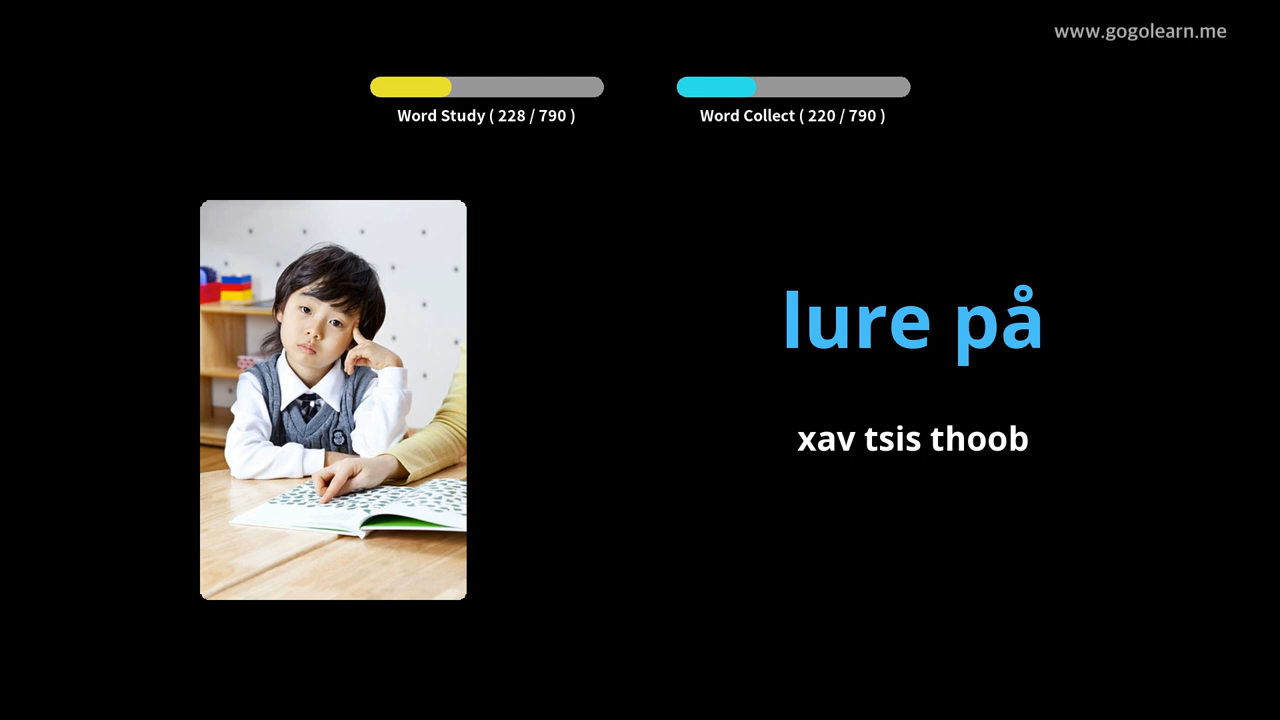 www.gogolearn.me
Word Study ( 228 / 790 )
Word Collect ( 220 / 790 )
lure på
xav tsis thoob